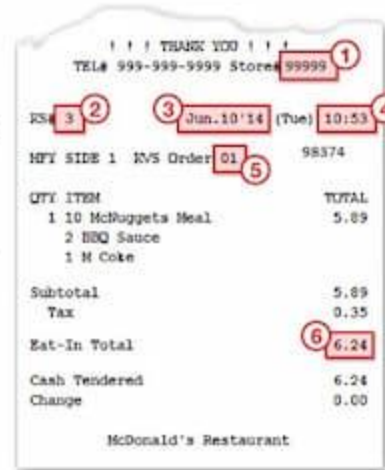 ! ! ! THANK YOU ! ! !
TEL# 999-999-9999 Store# 99999
1
KS# 3
2
3
Jun.10'14 (Tue) 10:53
4
MFY SIDE 1 KVS Order 01
5
98374
QTY ITEM TOTAL
1 10 McNuggets Meal 5.89
2 BBQ Sauce
1 M Coke
Subtotal 5.89
Tax 0.35
Eat-In Total 6.24
6
Cash Tendered 6.24
Change 0.00
McDonald's Restaurant